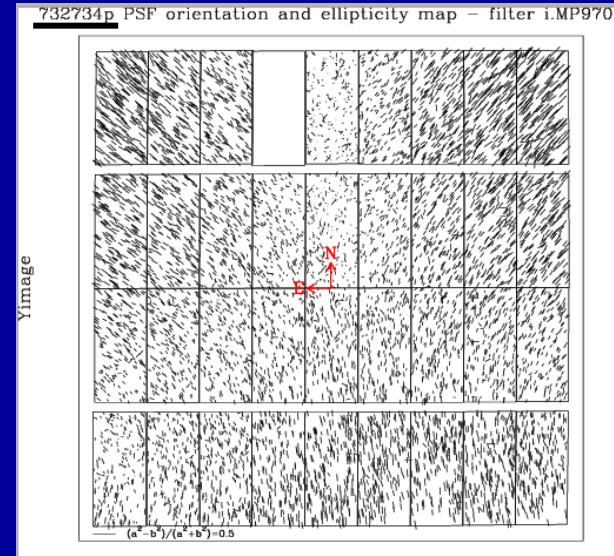 732734p PSF orientation and ellipticity map – filter i.MP970
Yimage
N
E
(a²−b²)/(a²+b²)=0.5